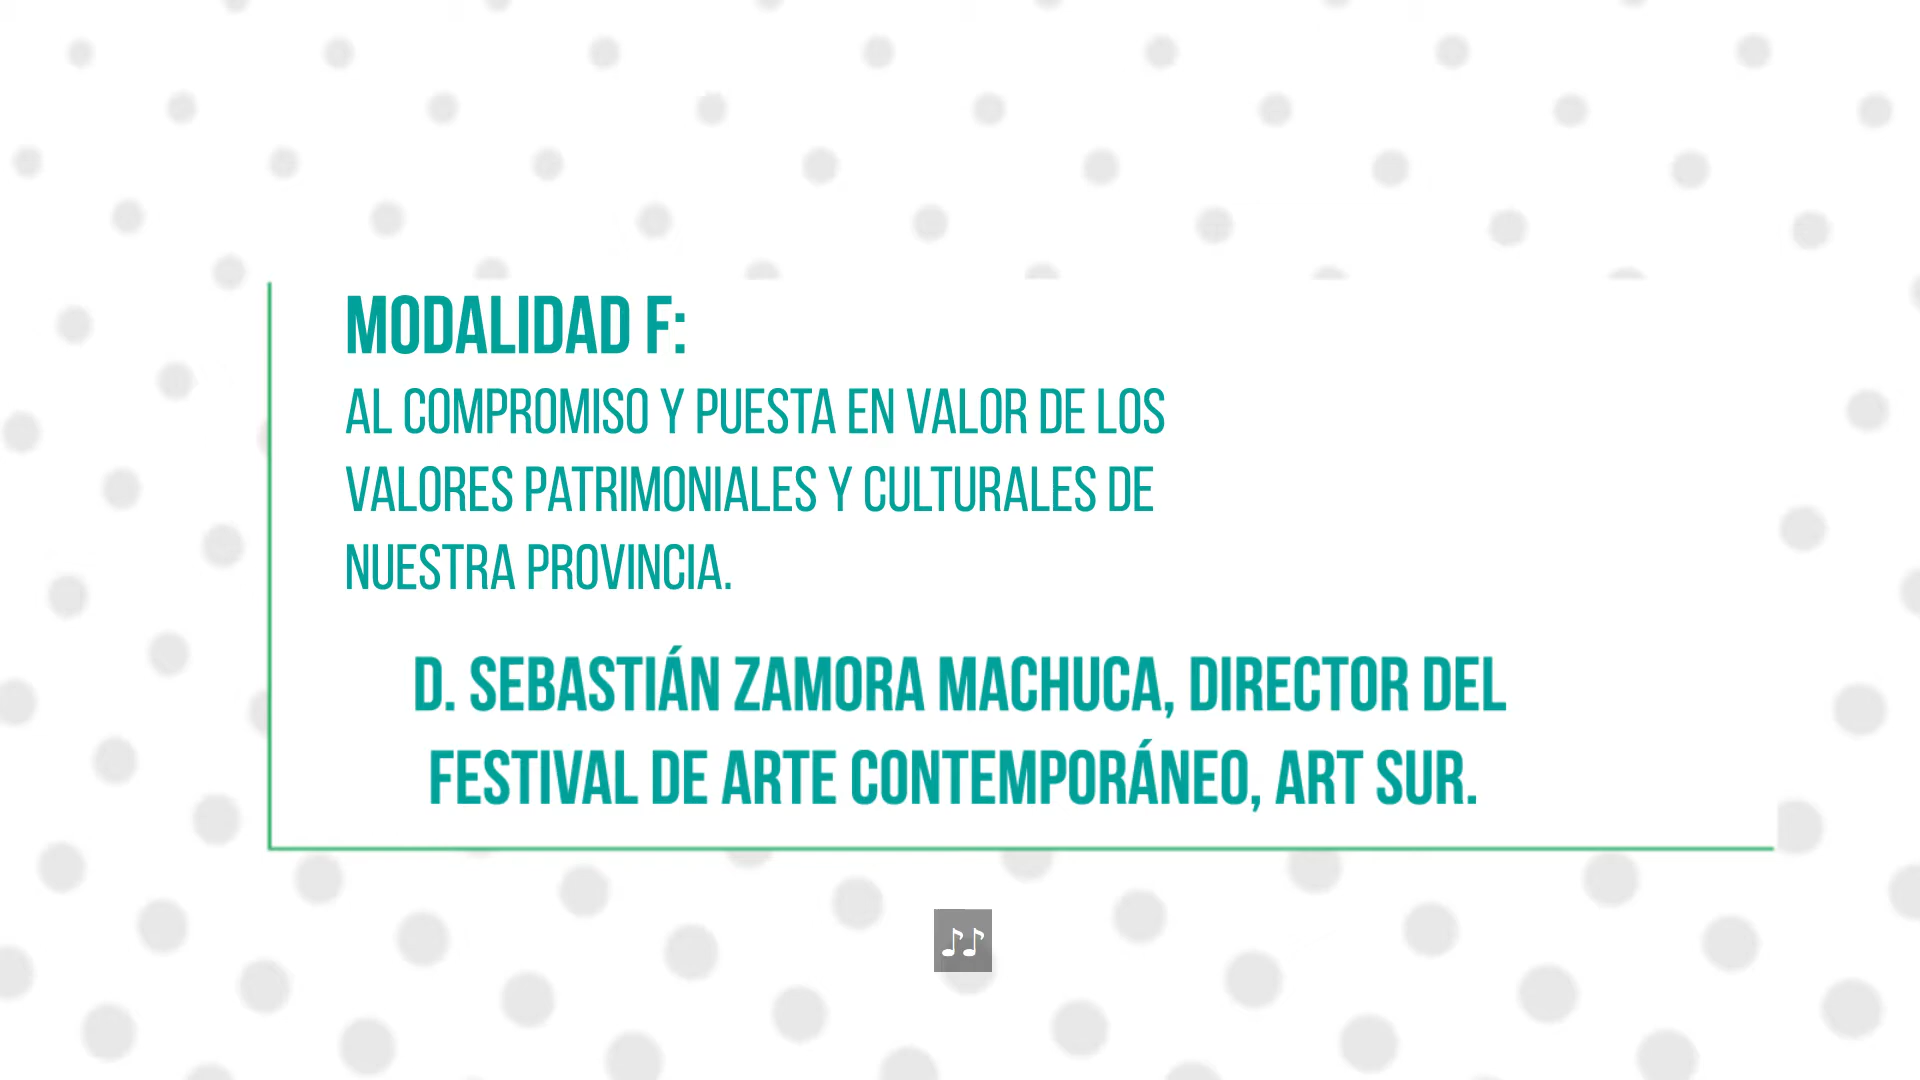 MODALIDAD F:
AL COMPROMISO Y PUESTA EN VALOR DE LOS
VALORES PATRIMONIALES Y CULTURALES DE
NUESTRA PROVINCIA.
D. SEBASTIÁN ZAMORA MACHUCA, DIRECTOR DEL
FESTIVAL DE ARTE CONTEMPORÁNEO, ART SUR.
♪♪